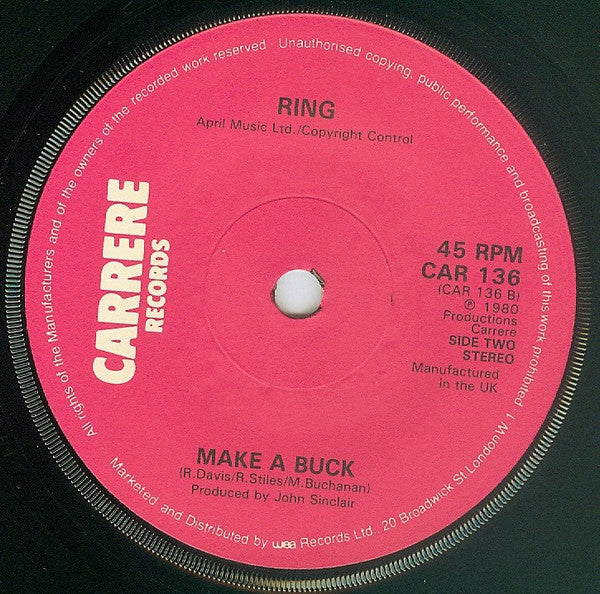 All rights of the Manufacturers and of the owners of the recorded work reserved · Unauthorised copying, public performance and broadcasting of this work prohibited
RING
April Music Ltd./Copyright Control
CARRERE
RECORDS
45 RPM
CAR 136
(CAR 136 B)
℗ 1980
Productions
Carrere
SIDE TWO
STEREO
Manufactured
in the UK
MAKE A BUCK
(R.Davis/R.Stiles/M.Buchanan)
Produced by John Sinclair
Marketed and Distributed by wea Records Ltd., 20 Broadwick St. London W 1.